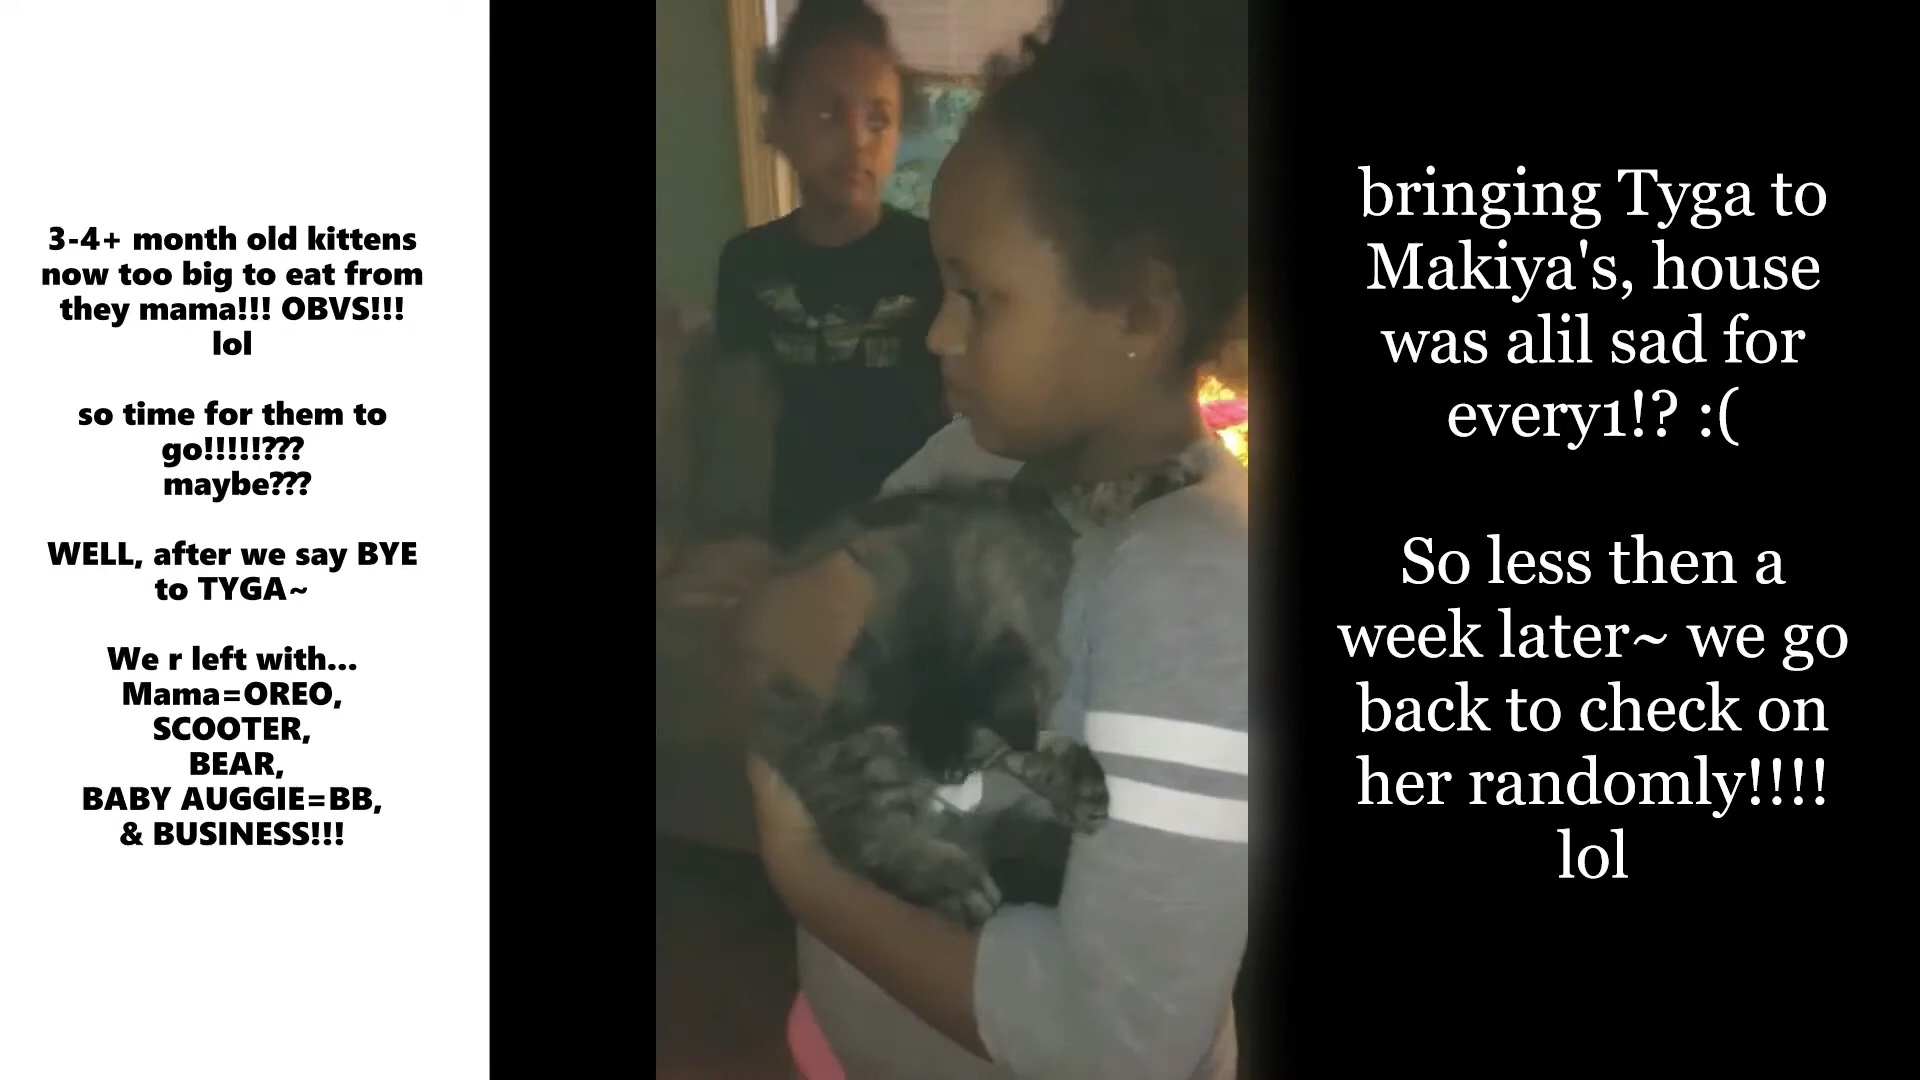 3-4+ month old kittens
now too big to eat from
they mama!!! OBVS!!!
lol
so time for them to
go!!!!!???
maybe???
WELL, after we say BYE
to TYGA~
We r left with...
Mama=OREO,
SCOOTER,
BEAR,
BABY AUGGIE=BB,
& BUSINESS!!!
bringing Tyga to
Makiya's, house
was alil sad for
every1!? :(
So less then a
week later~ we go
back to check on
her randomly!!!!
lol